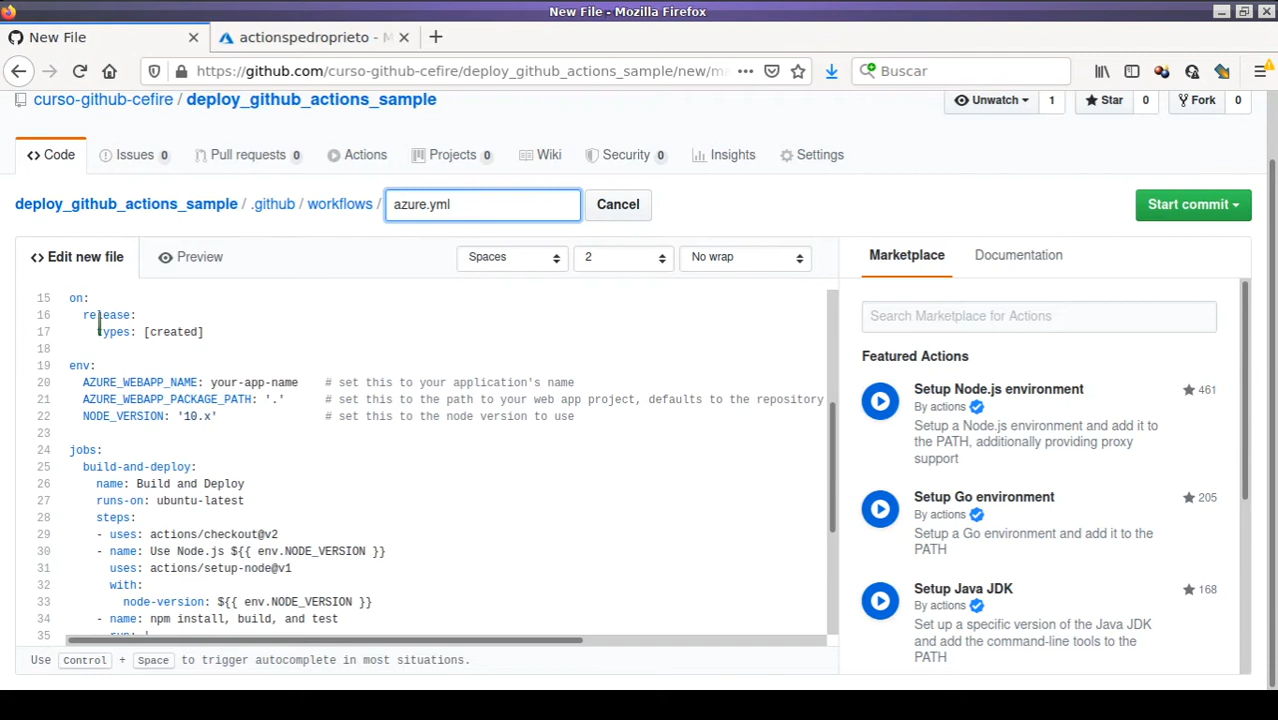 New File - Mozilla Firefox
New File
actionspedroprieto - M
https://github.com/curso-github-cefire/deploy_github_actions_sample/new/ma
Buscar
curso-github-cefire / deploy_github_actions_sample
Unwatch 1
Star 0
Fork 0
Code
Issues 0
Pull requests 0
Actions
Projects 0
Wiki
Security 0
Insights
Settings
deploy_github_actions_sample / .github / workflows / azure.yml
Cancel
Start commit
Edit new file
Preview
Spaces
2
No wrap
Marketplace
Documentation
15 on:
16 release:
17 types: [created]
18
19 env:
20 AZURE_WEBAPP_NAME: your-app-name # set this to your application's name
21 AZURE_WEBAPP_PACKAGE_PATH: '.' # set this to the path to your web app project, defaults to the repository
22 NODE_VERSION: '10.x' # set this to the node version to use
23
24 jobs:
25 build-and-deploy:
26 name: Build and Deploy
27 runs-on: ubuntu-latest
28 steps:
29 - uses: actions/checkout@v2
30 - name: Use Node.js ${{ env.NODE_VERSION }}
31 uses: actions/setup-node@v1
32 with:
33 node-version: ${{ env.NODE_VERSION }}
34 - name: npm install, build, and test
35 run: |
Use Control + Space to trigger autocomplete in most situations.
Search Marketplace for Actions
Featured Actions
Setup Node.js environment 461
By actions
Setup a Node.js environment and add it to
the PATH, additionally providing proxy
support
Setup Go environment 205
By actions
Setup a Go environment and add it to the
PATH
Setup Java JDK 168
By actions
Set up a specific version of the Java JDK
and add the command-line tools to the
PATH